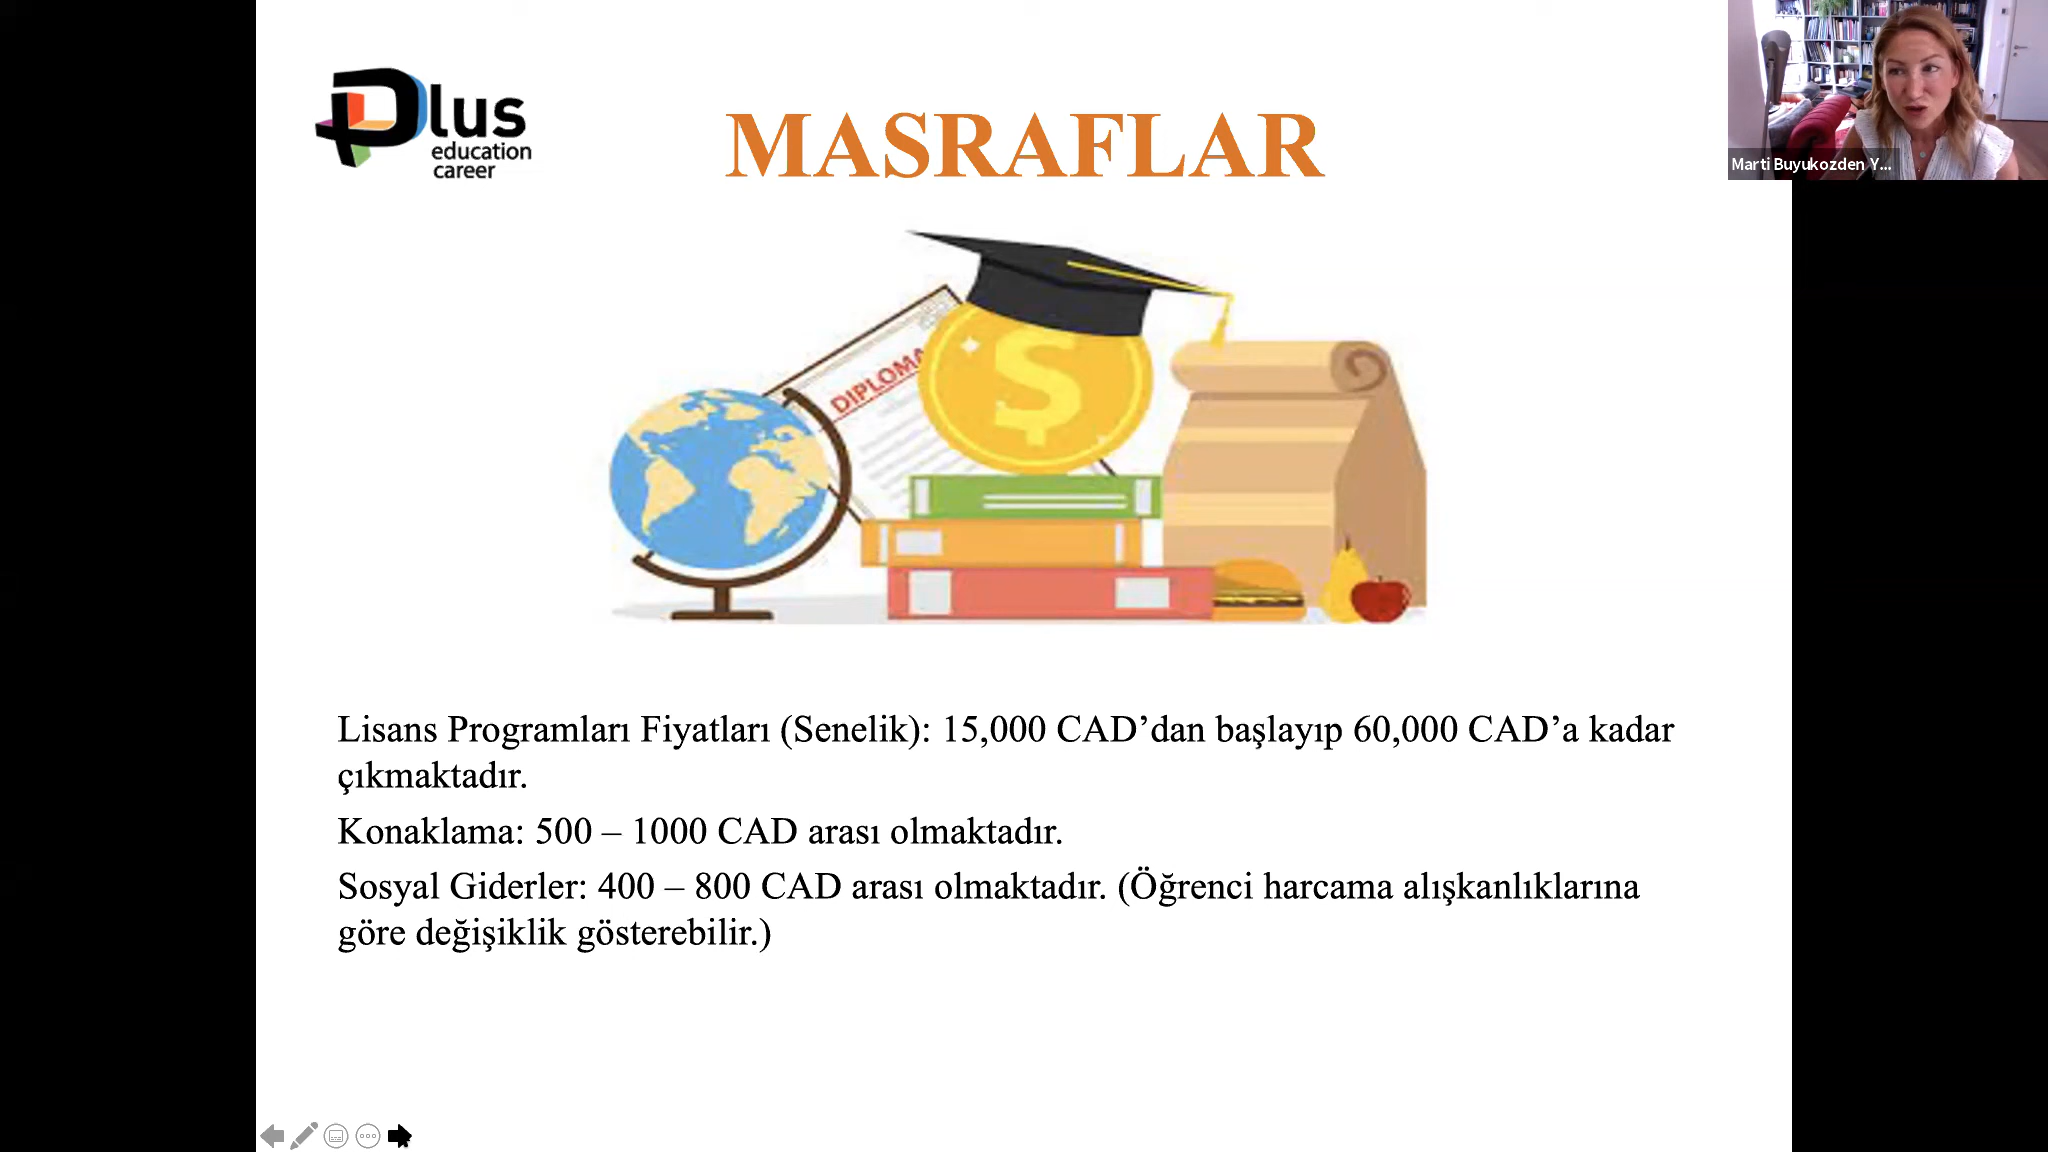 Plus
education
career
MASRAFLAR
Marti Buyukozden Y...
DIPLOMA
$
Lisans Programları Fiyatları (Senelik): 15,000 CAD’dan başlayıp 60,000 CAD’a kadar
çıkmaktadır.
Konaklama: 500 – 1000 CAD arası olmaktadır.
Sosyal Giderler: 400 – 800 CAD arası olmaktadır. (Öğrenci harcama alışkanlıklarına
göre değişiklik gösterebilir.)